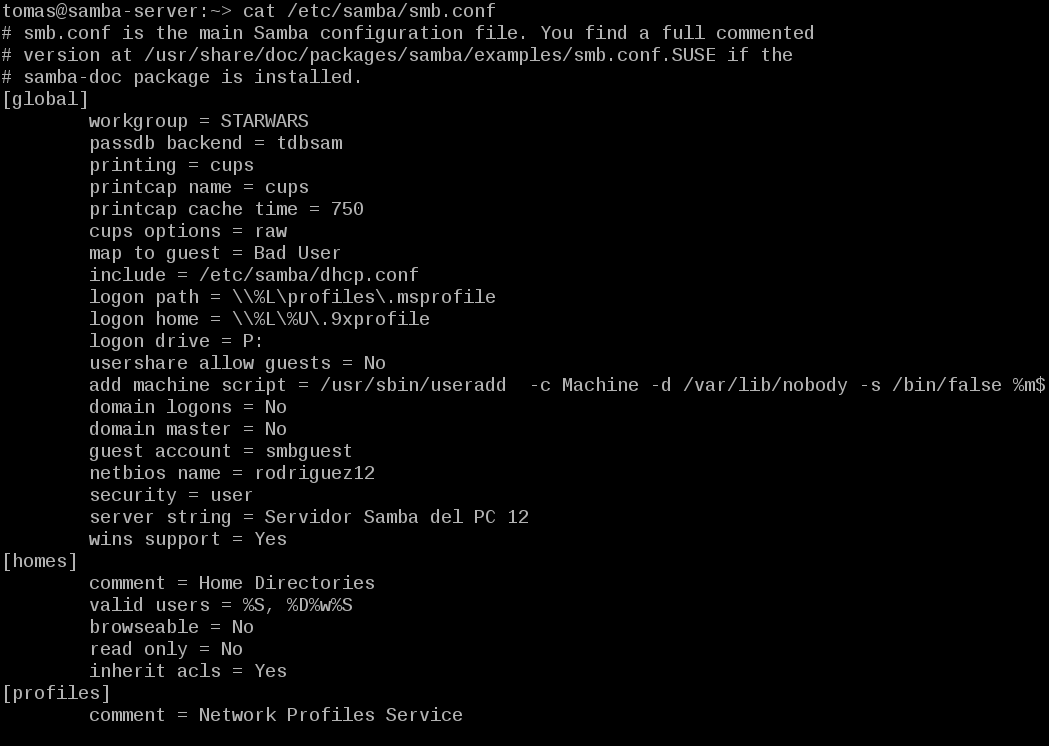 tomas@samba-server:~> cat /etc/samba/smb.conf
# smb.conf is the main Samba configuration file. You find a full commented
# version at /usr/share/doc/packages/samba/examples/smb.conf.SUSE if the
# samba-doc package is installed.
[global]
        workgroup = STARWARS
        passdb backend = tdbsam
        printing = cups
        printcap name = cups
        printcap cache time = 750
        cups options = raw
        map to guest = Bad User
        include = /etc/samba/dhcp.conf
        logon path = \\%L\profiles\.msprofile
        logon home = \\%L\%U\.9xprofile
        logon drive = P:
        usershare allow guests = No
        add machine script = /usr/sbin/useradd  -c Machine -d /var/lib/nobody -s /bin/false %m$
        domain logons = No
        domain master = No
        guest account = smbguest
        netbios name = rodriguez12
        security = user
        server string = Servidor Samba del PC 12
        wins support = Yes
[homes]
        comment = Home Directories
        valid users = %S, %D%w%S
        browseable = No
        read only = No
        inherit acls = Yes
[profiles]
        comment = Network Profiles Service